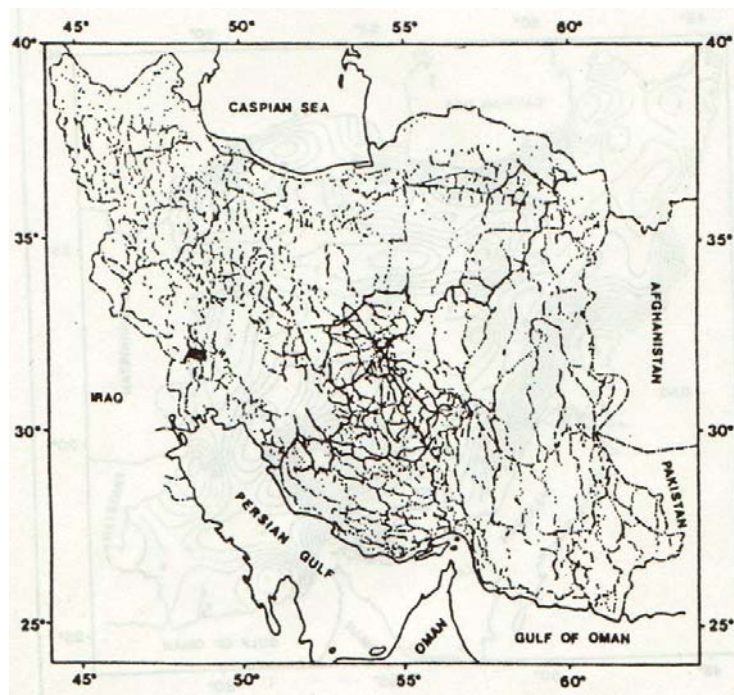 45° 50° 55° 60°
40° 40°
CASPIAN SEA
35° 35°
AFGHANISTAN
IRAQ
30° 30°
PAKISTAN
PERSIAN GULF
25° OMAN GULF OF OMAN 25°
45° 50° 55° 60°